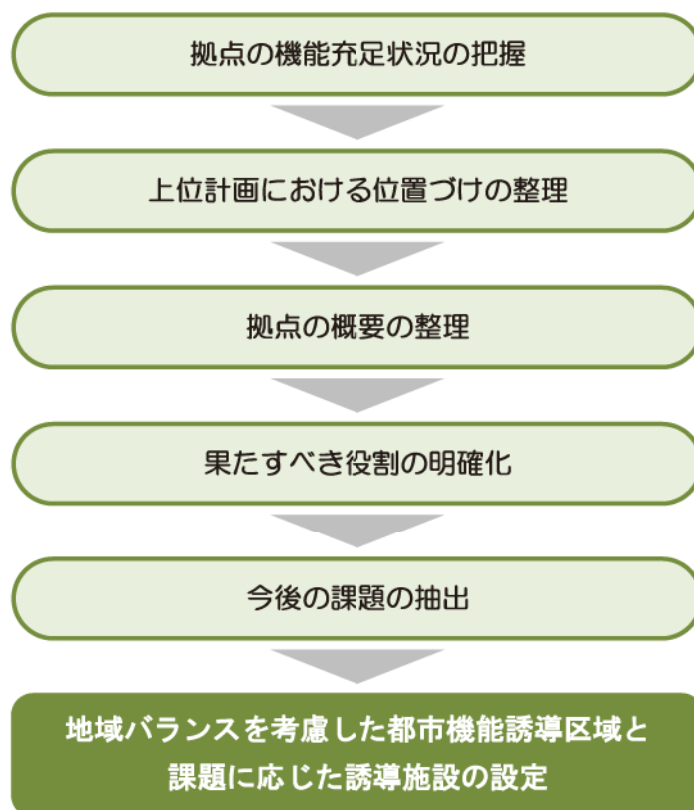 拠点の機能充足状況の把握
上位計画における位置づけの整理
拠点の概要の整理
果たすべき役割の明確化
今後の課題の抽出
地域バランスを考慮した都市機能誘導区域と
課題に応じた誘導施設の設定